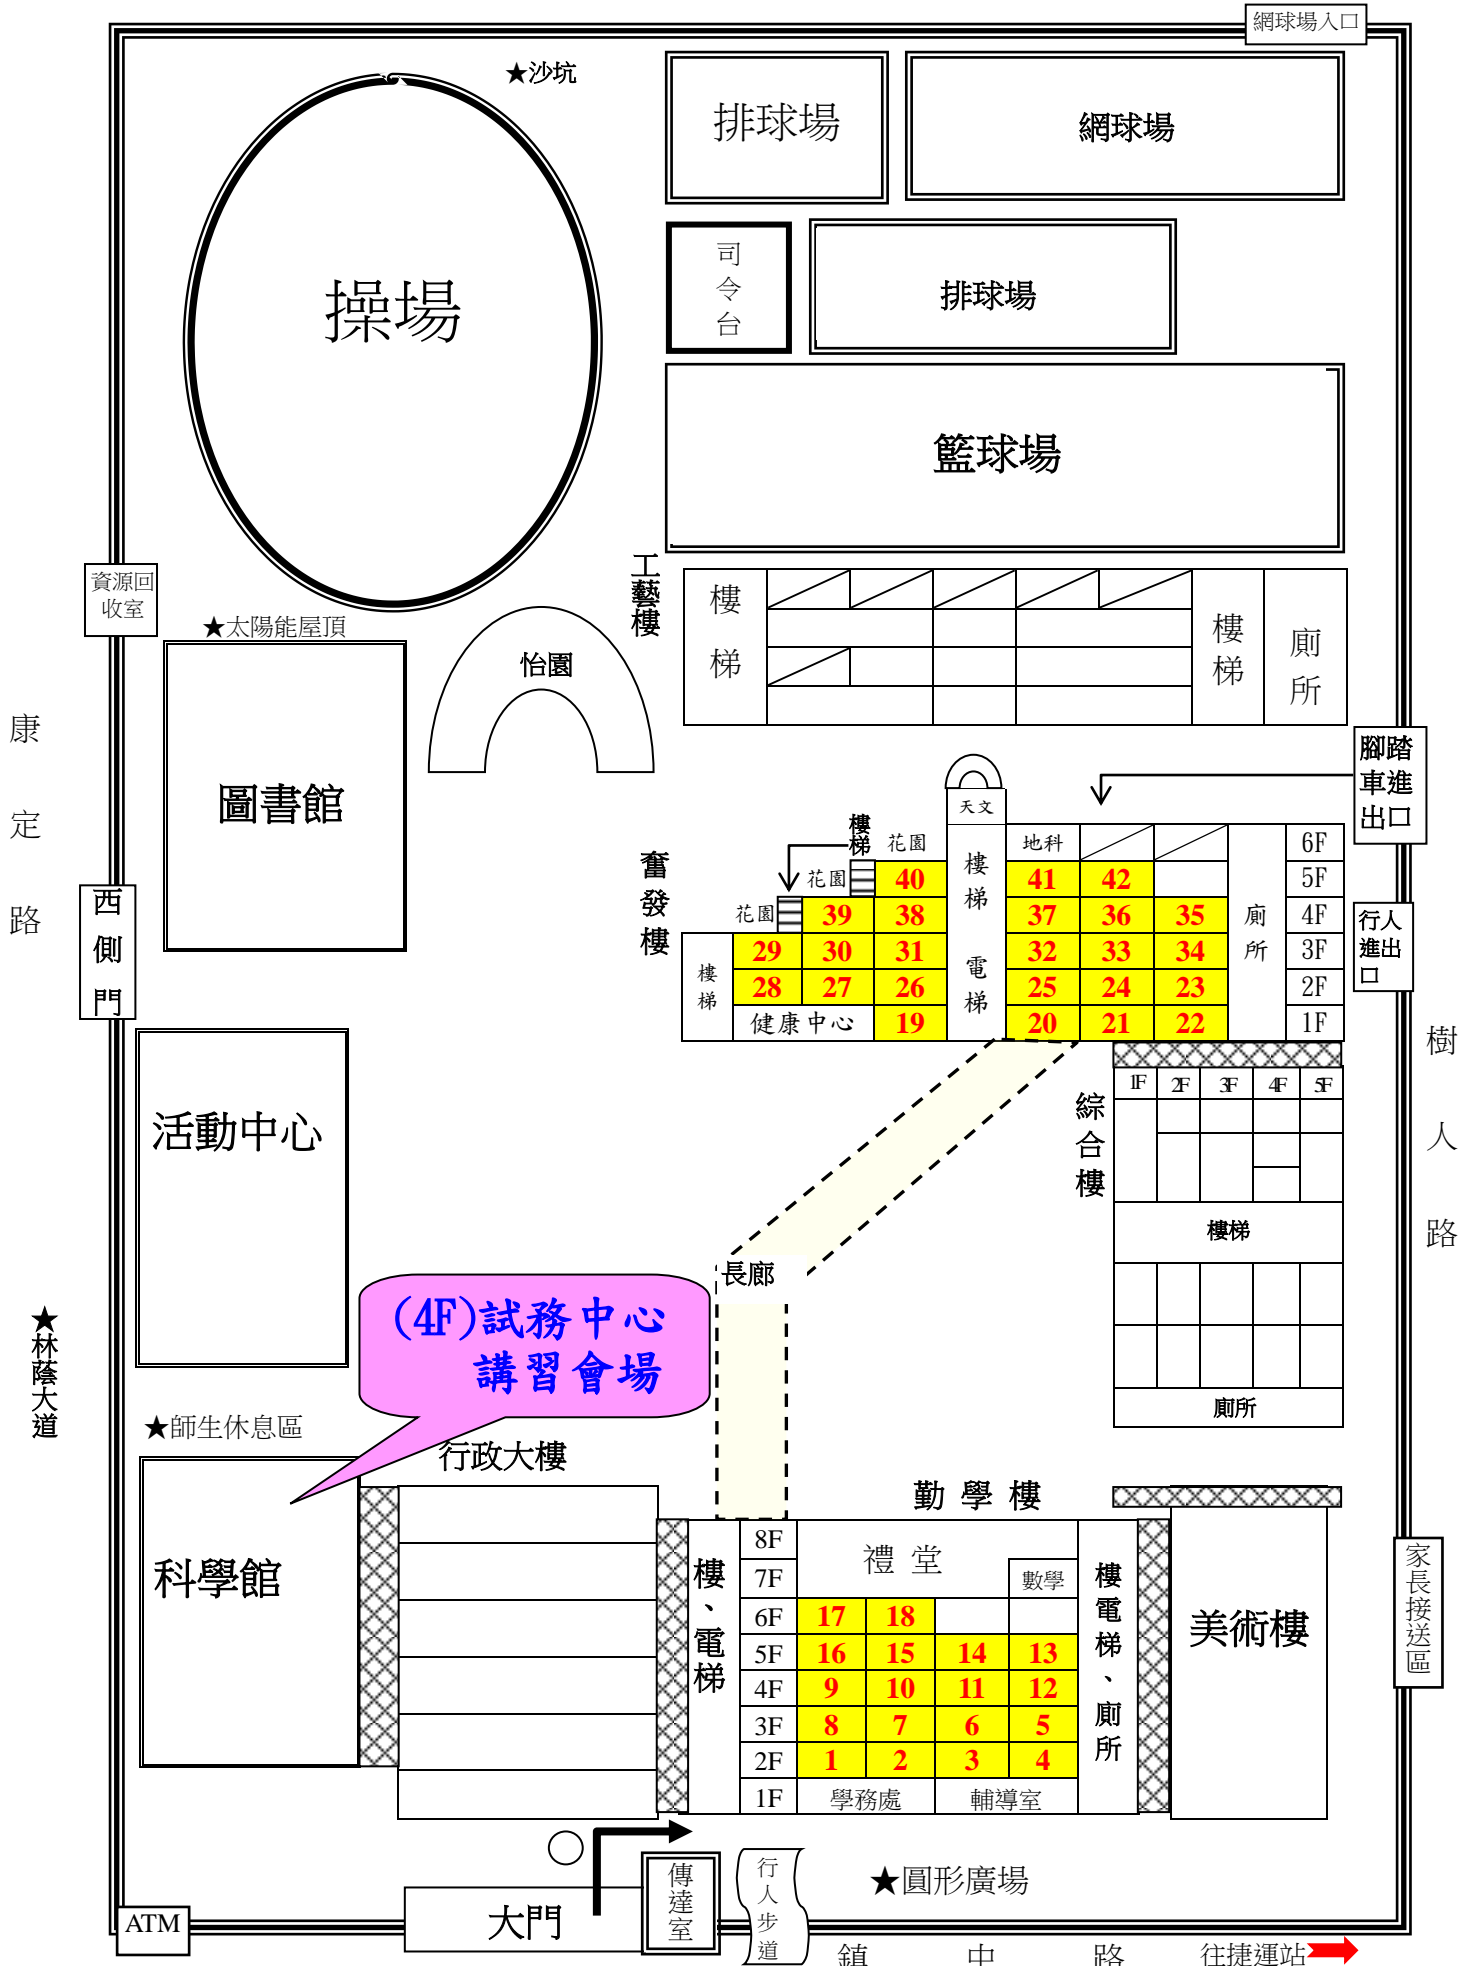 網球場入口
★沙坑
排球場
網球場
司令台
排球場
操場
籃球場
資源回
收室
★太陽能屋頂
工藝樓
怡園
樓梯
樓梯
廁所
康定路
圖書館
腳踏
車進
出口
天文
樓梯
花園
地科
6F
奮發樓
花園
40
樓梯
電梯
41
42
5F
西側門
花園
39
38
37
36
35
廁所
4F
行人
進出
口
29
30
31
32
33
34
3F
樓梯
28
27
26
25
24
23
2F
健康中心
19
20
21
22
1F
樹人路
活動中心
綜合樓
1F
2F
3F
4F
5F
樓梯
長廊
(4F)試務中心
講習會場
★林蔭大道
廁所
★師生休息區
行政大樓
勤學樓
科學館
樓、電梯
8F
禮堂
7F
數學
樓電梯、廁所
美術樓
家長接送區
6F
17
18
5F
16
15
14
13
4F
9
10
11
12
3F
8
7
6
5
2F
1
2
3
4
1F
學務處
輔導室
傳達室
行人步道
★圓形廣場
ATM
大門
鎮中路
往捷運站